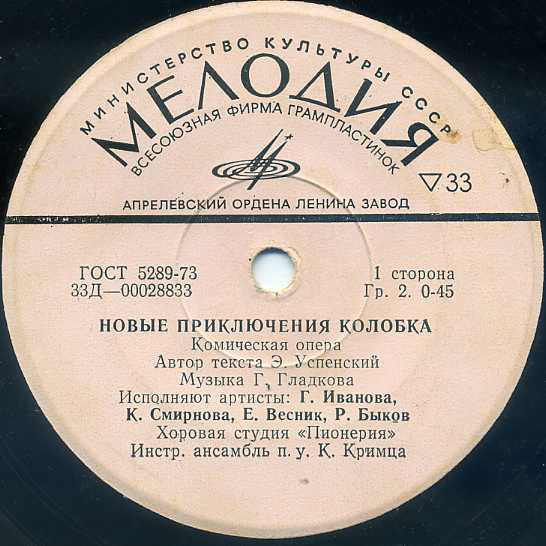 МИНИСТЕРСТВО КУЛЬТУРЫ СССР
МЕЛОДИЯ
ВСЕСОЮЗНАЯ ФИРМА ГРАМПЛАСТИНОК
▽33
АПРЕЛЕВСКИЙ ОРДЕНА ЛЕНИНА ЗАВОД
ГОСТ 5289-73 1 сторона
33Д—00028833 Гр. 2. 0-45
НОВЫЕ ПРИКЛЮЧЕНИЯ КОЛОБКА
Комическая опера
Автор текста Э. Успенский
Музыка Г. Гладкова
Исполняют артисты: Г. Иванова,
К. Смирнова, Е. Весник, Р. Быков
Хоровая студия «Пионерия»
Инстр. ансамбль п. у. К. Кримца